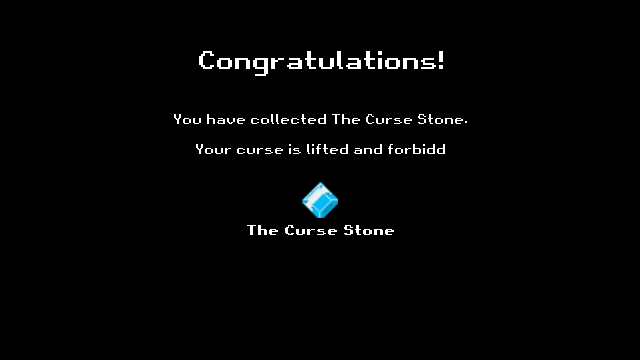 Congratulations!
You have collected The Curse Stone.
Your curse is lifted and forbidd
The Curse Stone